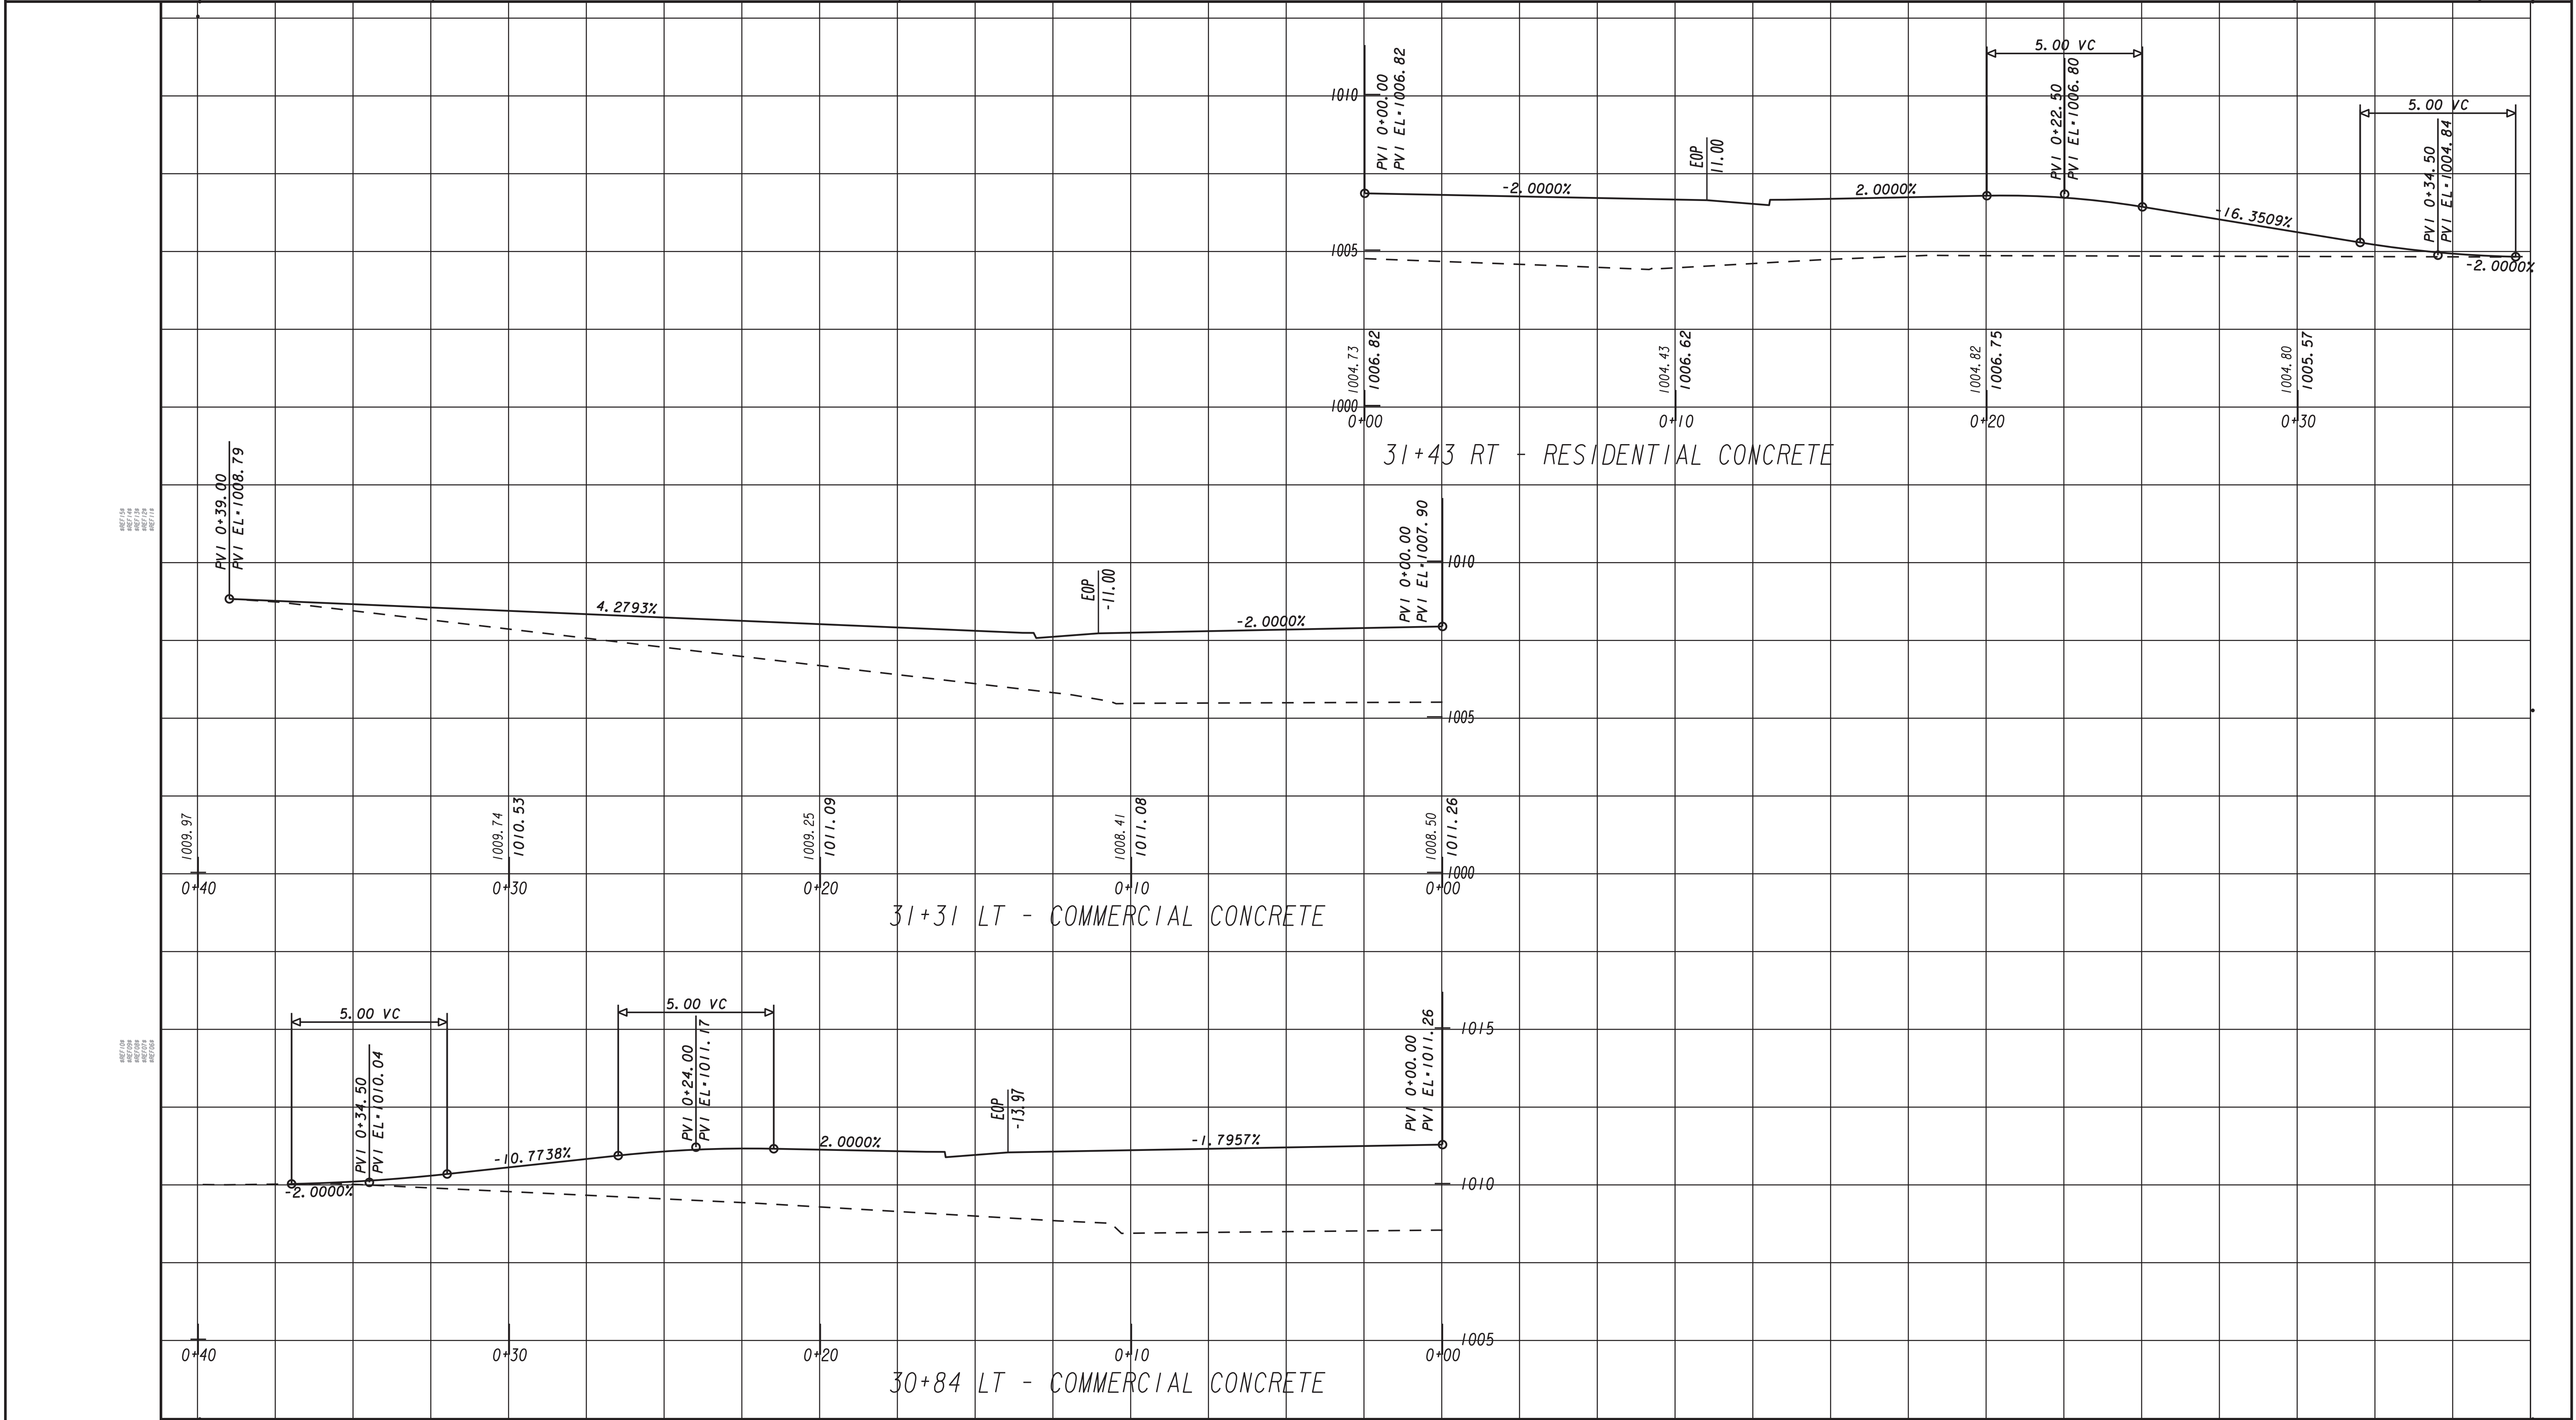 5.00 VC
PVI 0+00.00
PVI EL=1006.82
PVI 0+22.50
PVI EL=1006.80
5.00 VC
PVI 0+34.50
PVI EL=1004.84
1010
EOP
11.00
-2.0000%
2.0000%
-16.3509%
-2.0000%
1005
1004.73
1006.82
1004.43
1006.62
1004.82
1006.75
1004.80
1005.57
1000
0+00
0+10
0+20
0+30
31+43 RT - RESIDENTIAL CONCRETE
PVI 0+39.00
PVI EL=1008.79
PVI 0+00.00
PVI EL=1007.90
1010
EOP
-11.00
4.2793%
-2.0000%
1005
1009.97
1009.74
1010.53
1009.25
1011.09
1008.41
1011.08
1008.50
1011.26
1000
0+40
0+30
0+20
0+10
0+00
31+31 LT - COMMERCIAL CONCRETE
5.00 VC
5.00 VC
PVI 0+34.50
PVI EL=1010.04
PVI 0+24.00
PVI EL=1011.17
EOP
-13.97
PVI 0+00.00
PVI EL=1011.26
1015
-2.0000%
-10.7738%
2.0000%
-1.7957%
1010
1005
0+40
0+30
0+20
0+10
0+00
30+84 LT - COMMERCIAL CONCRETE